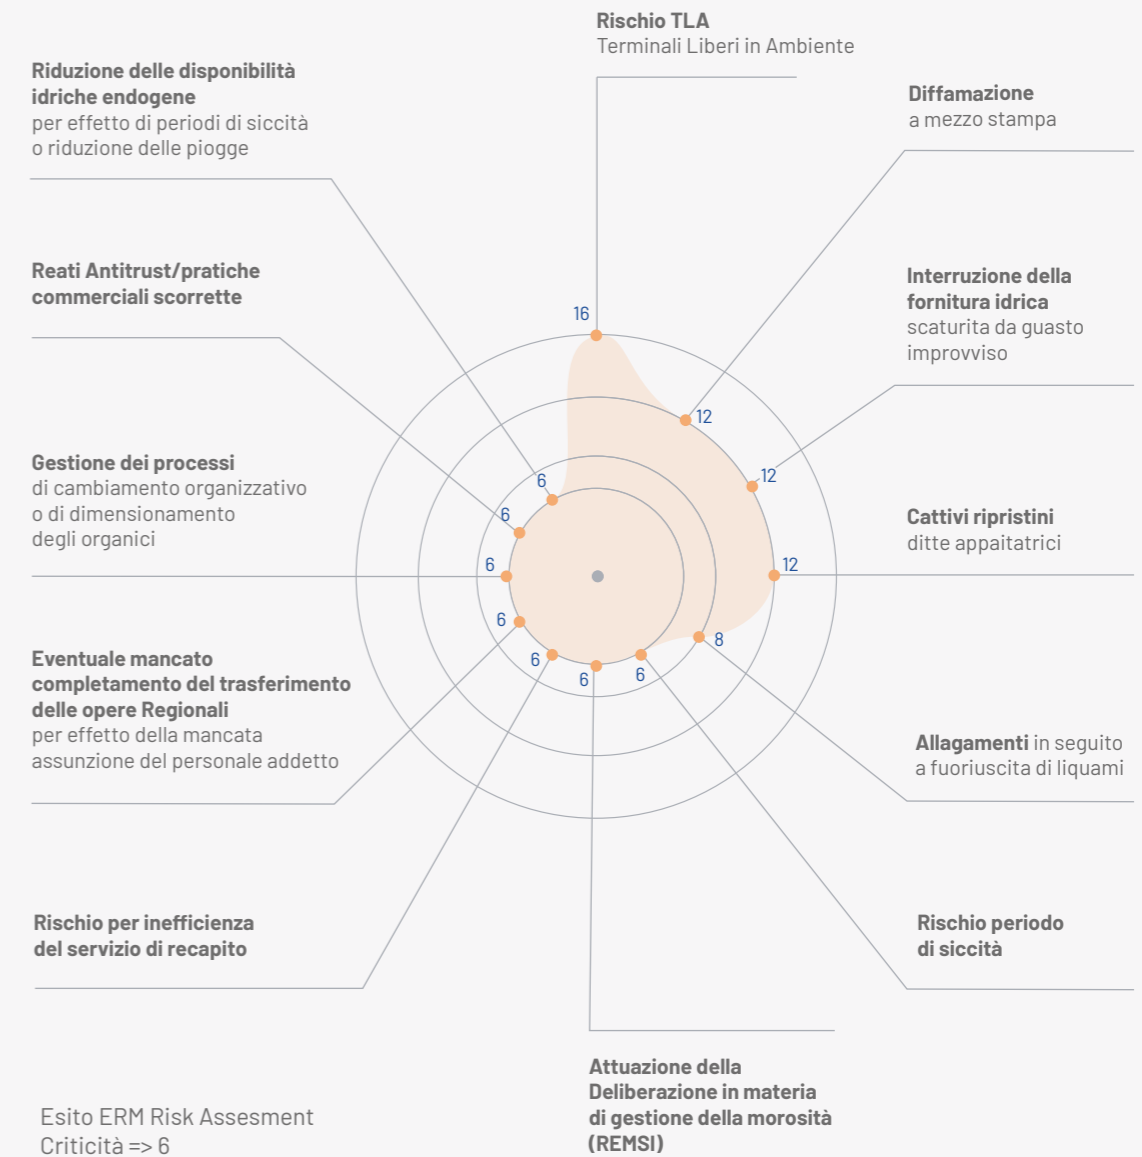 Rischio TLA
Terminali Liberi in Ambiente
Diffamazione
a mezzo stampa
Interruzione della
fornitura idrica
scaturita da guasto
improvviso
Cattivi ripristini
ditte appaitatrici
Allagamenti in seguito
a fuoriuscita di liquami
Rischio periodo
di siccità
Attuazione della
Deliberazione in materia
di gestione della morosità
(REMSI)
Rischio per inefficienza
del servizio di recapito
Eventuale mancato
completamento del trasferimento
delle opere Regionali
per effetto della mancata
assunzione del personale addetto
Gestione dei processi
di cambiamento organizzativo
o di dimensionamento
degli organici
Reati Antitrust/pratiche
commerciali scorrette
Riduzione delle disponibilità
idriche endogene
per effetto di periodi di siccità
o riduzione delle piogge
16
12
12
12
8
6
6
6
6
6
6
6
Esito ERM Risk Assesment
Criticità => 6